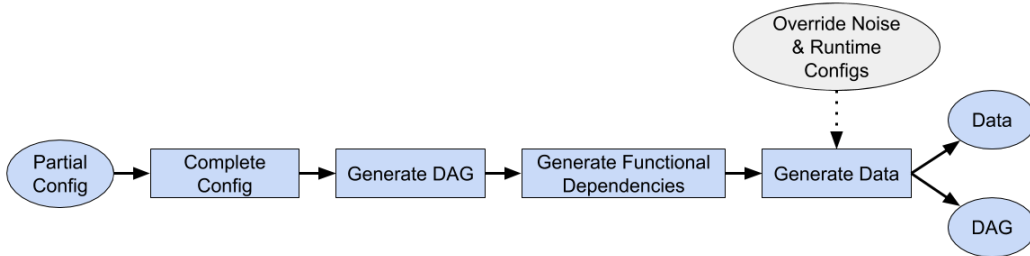 Override Noise
& Runtime
Configs
Data
Partial
Config
Complete
Config
Generate DAG
Generate Functional
Dependencies
Generate Data
DAG